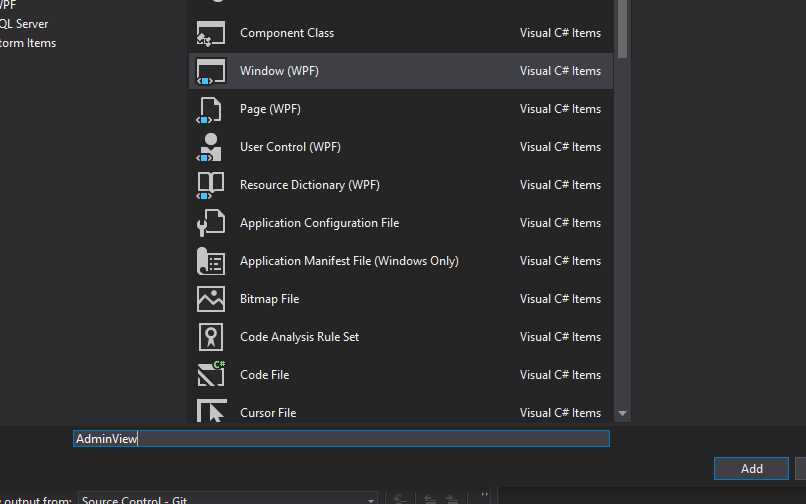 WPF
QL Server
torm Items
Component Class Visual C# Items
Window (WPF) Visual C# Items
Page (WPF) Visual C# Items
User Control (WPF) Visual C# Items
Resource Dictionary (WPF) Visual C# Items
Application Configuration File Visual C# Items
Application Manifest File (Windows Only) Visual C# Items
Bitmap File Visual C# Items
Code Analysis Rule Set Visual C# Items
C#
Code File Visual C# Items
Cursor File Visual C# Items
AdminView
Add
output from: Source Control - Git